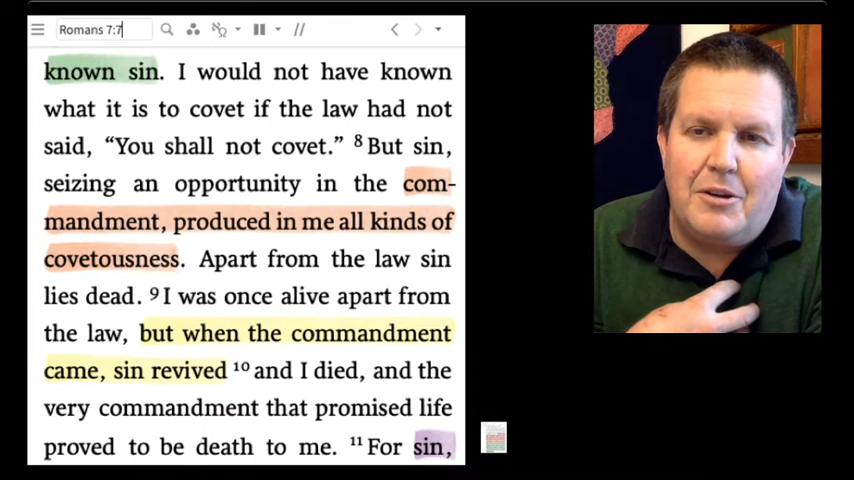 Romans 7:7
known sin. I would not have known
what it is to covet if the law had not
said, “You shall not covet.” ⁸ But sin,
seizing an opportunity in the com-
mandment, produced in me all kinds of
covetousness. Apart from the law sin
lies dead. ⁹ I was once alive apart from
the law, but when the commandment
came, sin revived ¹⁰ and I died, and the
very commandment that promised life
proved to be death to me. ¹¹ For sin,